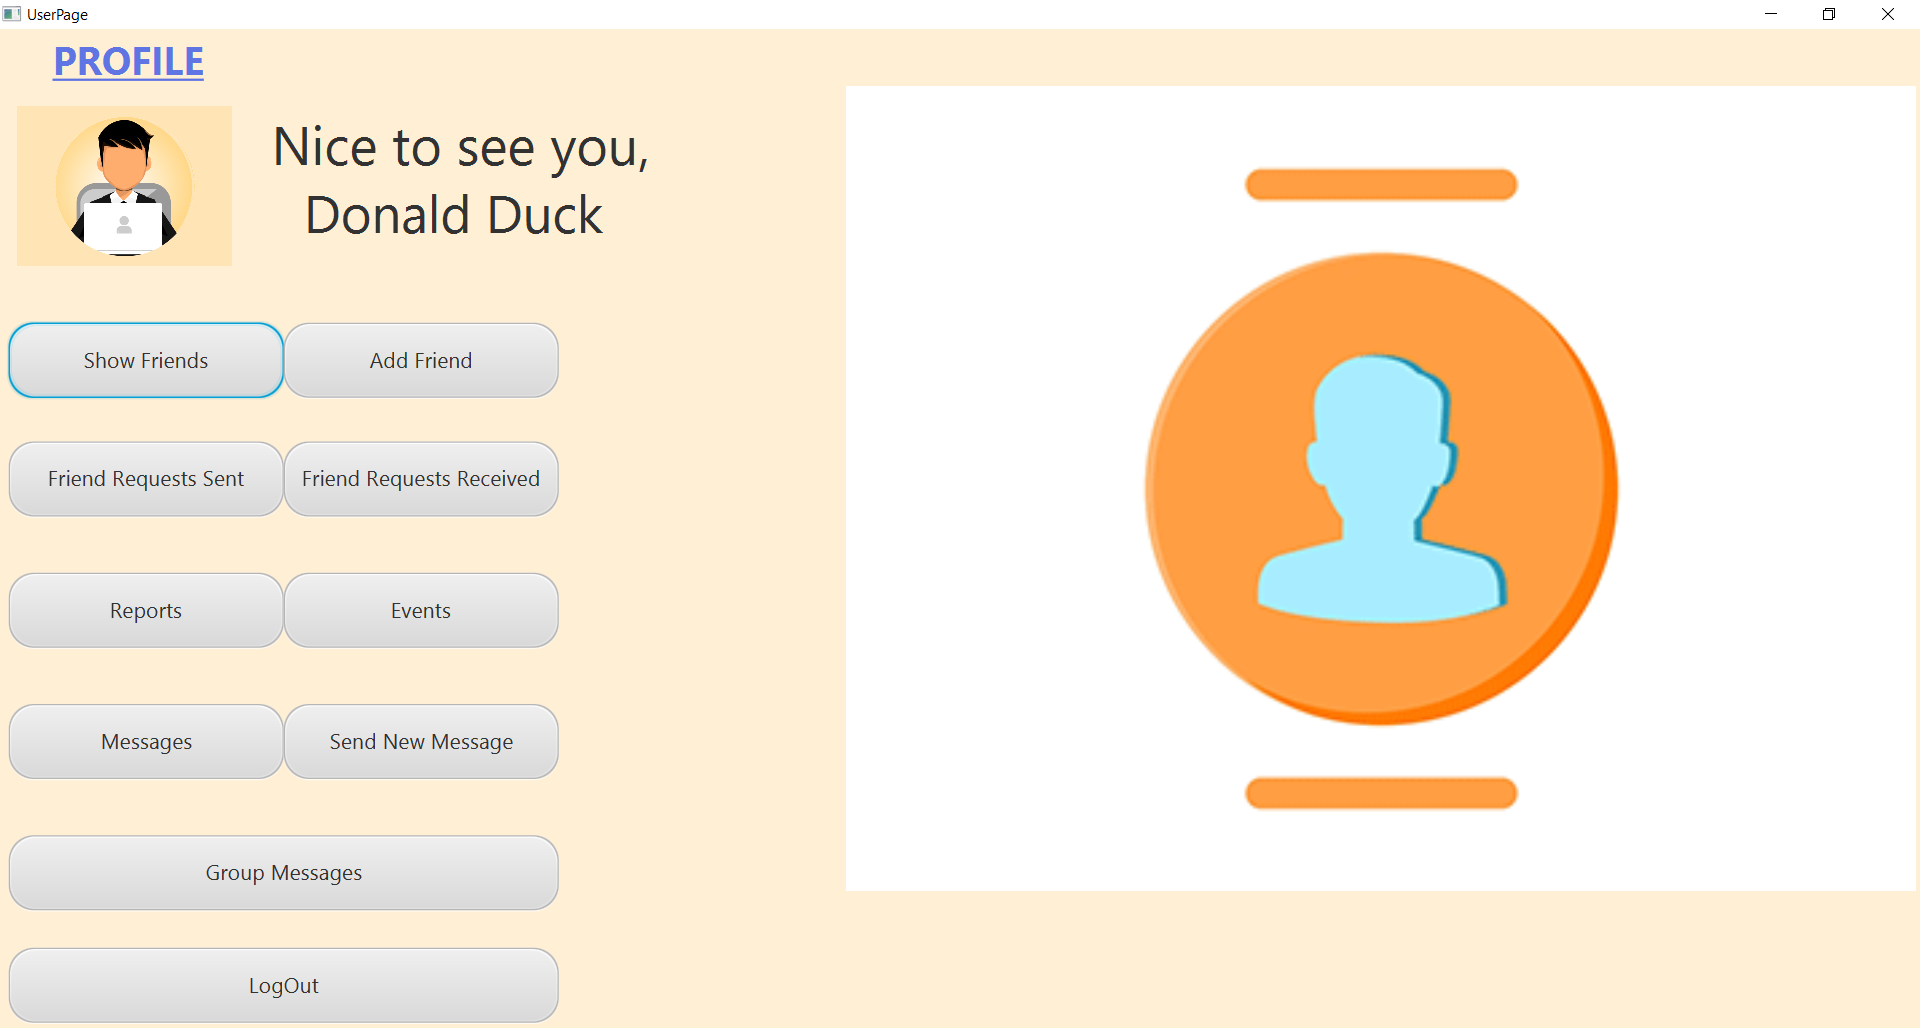 UserPage
PROFILE
Nice to see you,
Donald Duck
Show Friends
Add Friend
Friend Requests Sent
Friend Requests Received
Reports
Events
Messages
Send New Message
Group Messages
LogOut